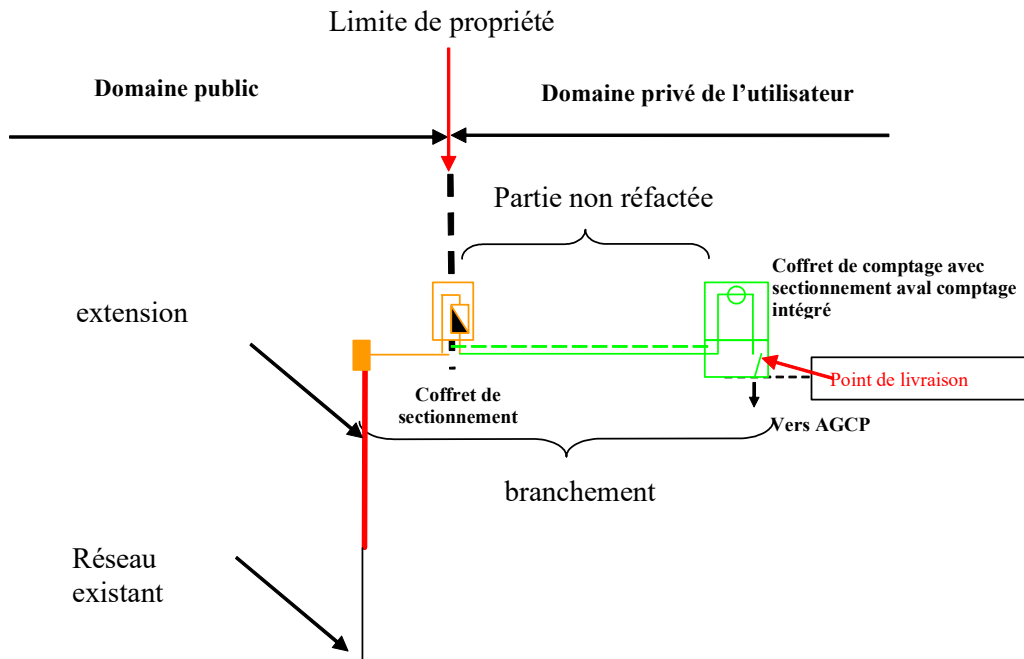 Limite de propriété
Domaine public
Domaine privé de l’utilisateur
Partie non réfactée
Coffret de comptage avec
sectionnement aval comptage
intégré
extension
Point de livraison
Coffret de
sectionnement
Vers AGCP
branchement
Réseau
existant